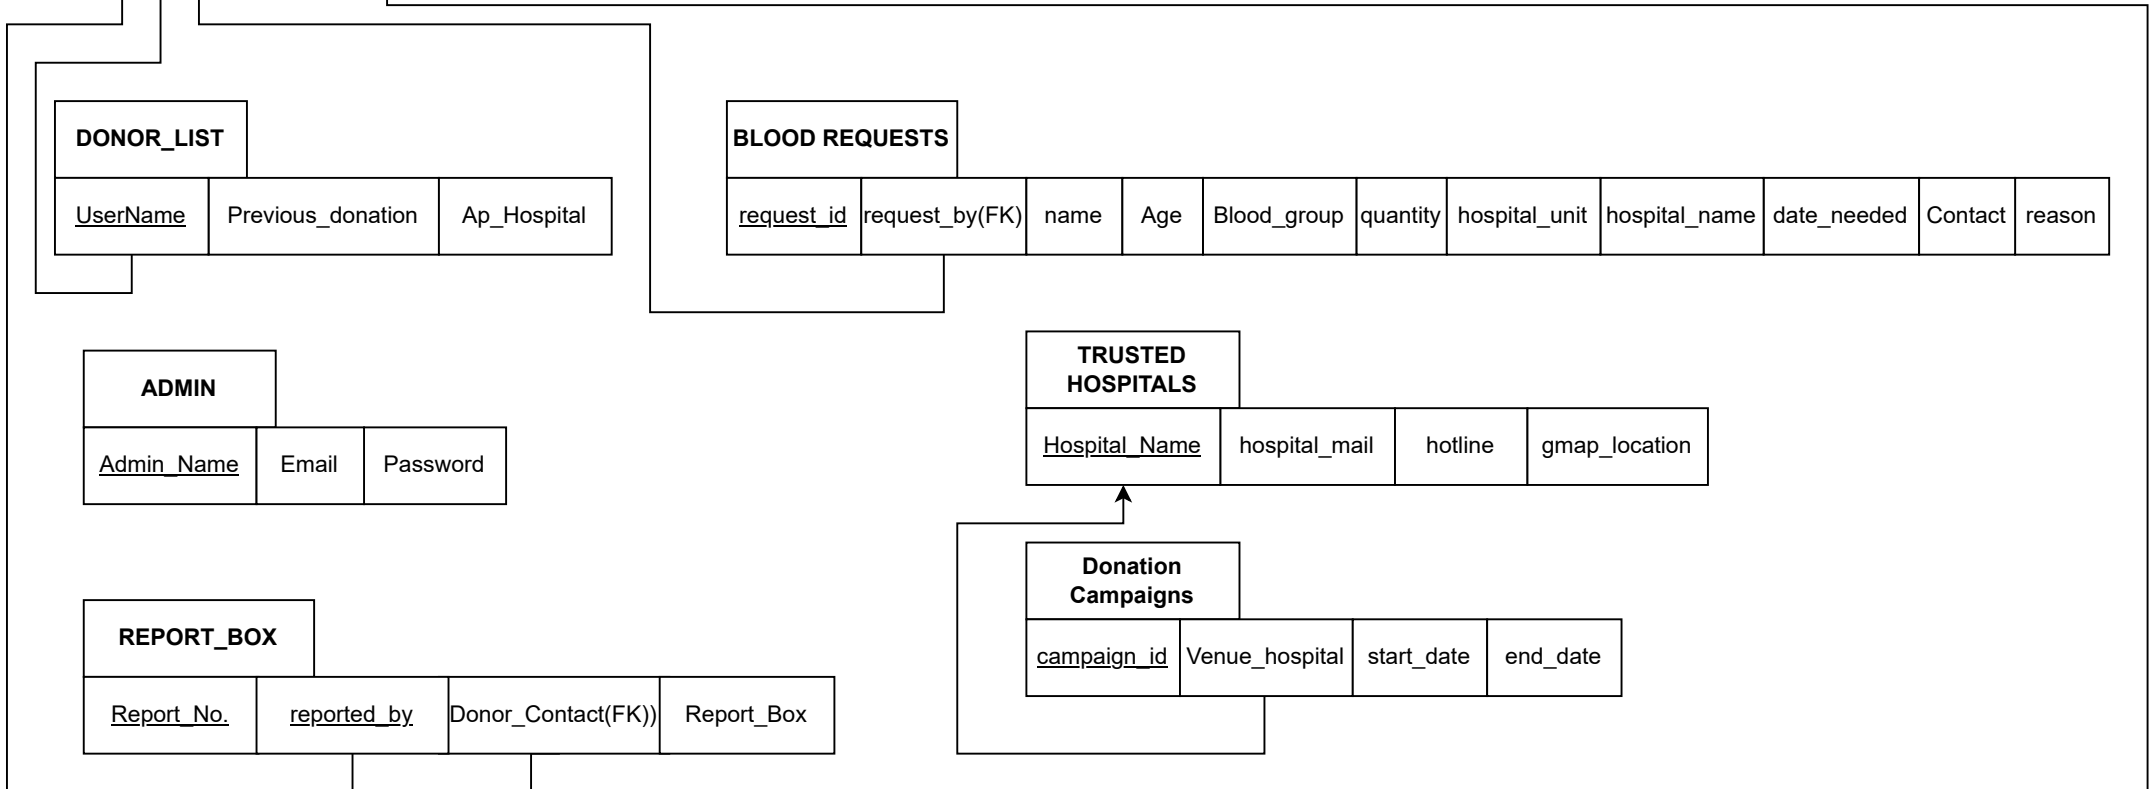 DONOR_LIST
UserName Previous_donation Ap_Hospital
BLOOD REQUESTS
request_id request_by(FK) name Age Blood_group quantity hospital_unit hospital_name date_needed Contact reason
ADMIN
Admin_Name Email Password
TRUSTED
HOSPITALS
Hospital_Name hospital_mail hotline gmap_location
Donation
Campaigns
campaign_id Venue_hospital start_date end_date
REPORT_BOX
Report_No. reported_by Donor_Contact(FK)) Report_Box